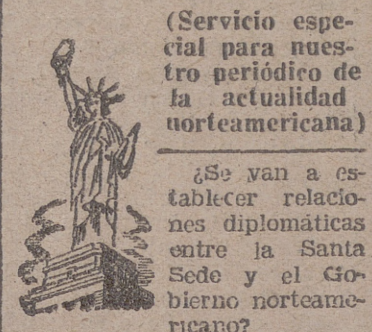 (Servicio espe-
cial para nues-
tro periódico de
la actualidad
norteamericana)
¿Se van a es-
tablecer relacio-
nes diplomáticas
entre la Santa
Sede y el Go-
bierno norteame-
ricano?